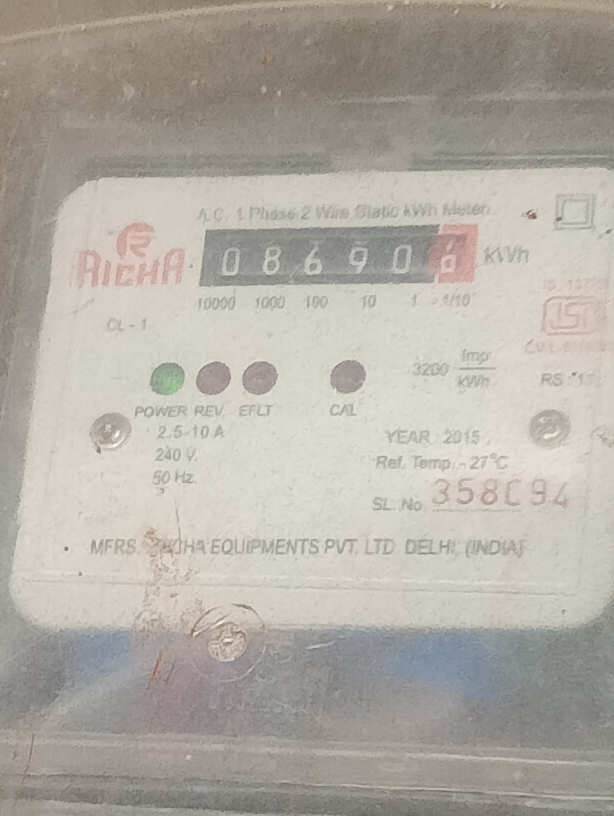 A.C. 1 Phase 2 Wire Static kWh Meter
RICHA
0 8 6 9 0 kWh
10000 1000 100 10 1 1/10
CL - 1
3200 Imp/kWh
POWER REV EFLT CAL
2.5-10 A
240 V.
50 Hz.
YEAR : 2015
Ref. Temp. - 27°C
SL. No.
MFRS. EQUIPMENTS PVT. LTD. DELHI, (INDIA)